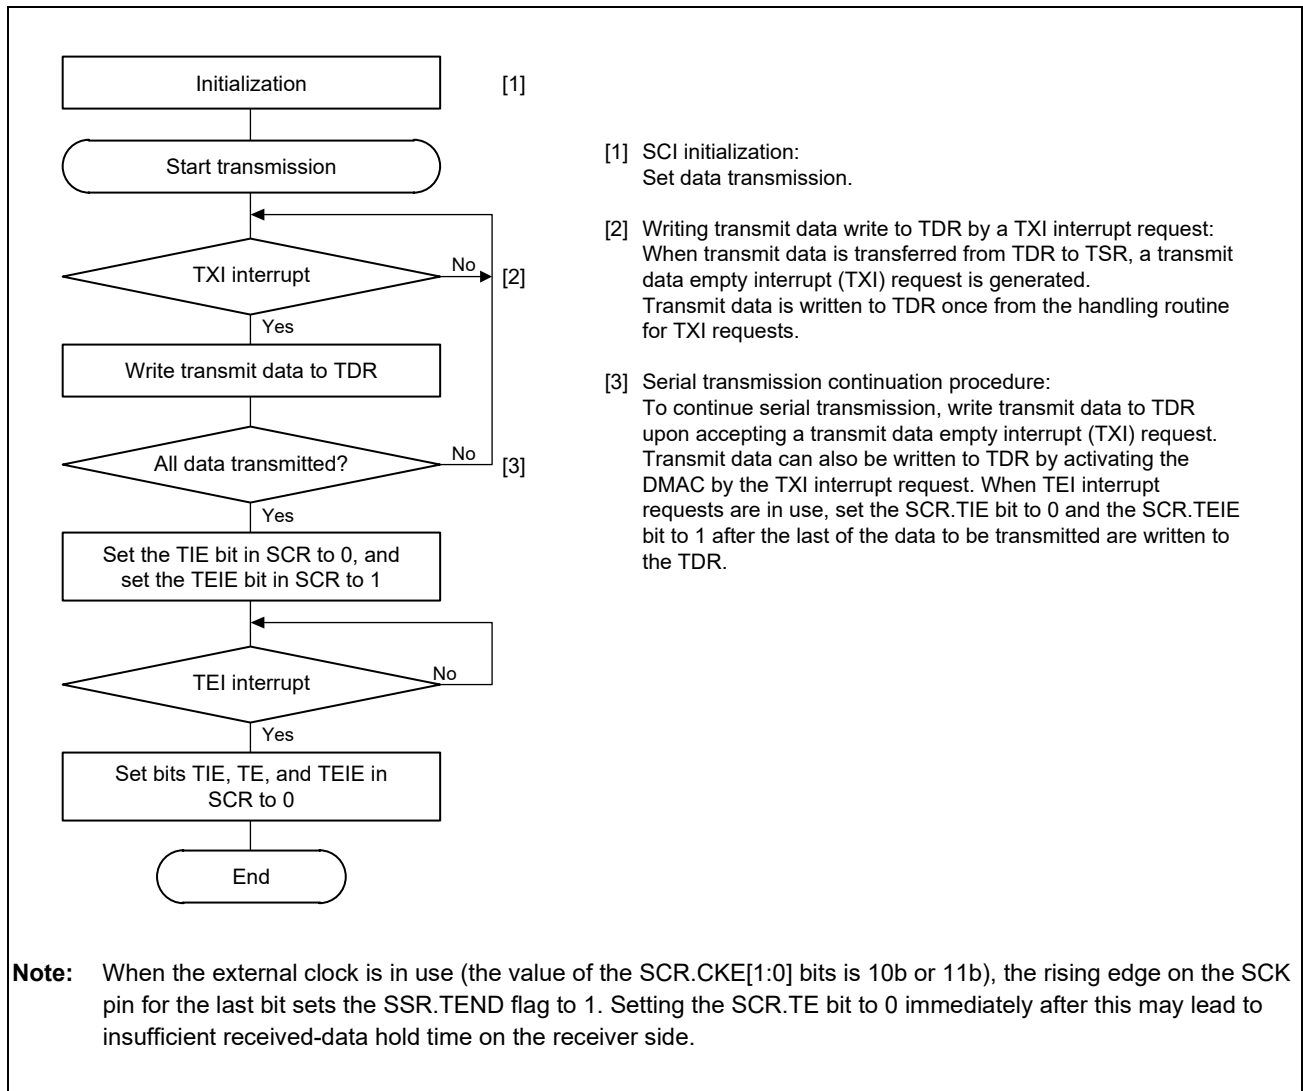 Initialization
[1]
Start transmission
TXI interrupt
No
[2]
Yes
Write transmit data to TDR
All data transmitted?
No
[3]
Yes
Set the TIE bit in SCR to 0, and
set the TEIE bit in SCR to 1
TEI interrupt
No
Yes
Set bits TIE, TE, and TEIE in
SCR to 0
End
[1] SCI initialization:
Set data transmission.
[2] Writing transmit data write to TDR by a TXI interrupt request:
When transmit data is transferred from TDR to TSR, a transmit
data empty interrupt (TXI) request is generated.
Transmit data is written to TDR once from the handling routine
for TXI requests.
[3] Serial transmission continuation procedure:
To continue serial transmission, write transmit data to TDR
upon accepting a transmit data empty interrupt (TXI) request.
Transmit data can also be written to TDR by activating the
DMAC by the TXI interrupt request. When TEI interrupt
requests are in use, set the SCR.TIE bit to 0 and the SCR.TEIE
bit to 1 after the last of the data to be transmitted are written to
the TDR.
Note: When the external clock is in use (the value of the SCR.CKE[1:0] bits is 10b or 11b), the rising edge on the SCK
pin for the last bit sets the SSR.TEND flag to 1. Setting the SCR.TE bit to 0 immediately after this may lead to
insufficient received-data hold time on the receiver side.